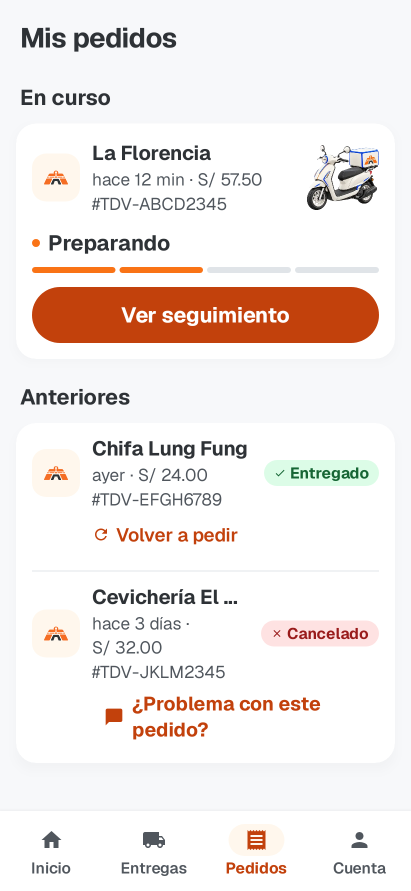 Mis pedidos
En curso
La Florencia
hace 12 min · S/ 57.50
#TDV-ABCD2345
Preparando
Ver seguimiento
Anteriores
Chifa Lung Fung
ayer · S/ 24.00
#TDV-EFGH6789
Entregado
Volver a pedir
Cevichería El ...
hace 3 días ·
S/ 32.00
#TDV-JKLM2345
Cancelado
¿Problema con este
pedido?
Inicio
Entregas
Pedidos
Cuenta